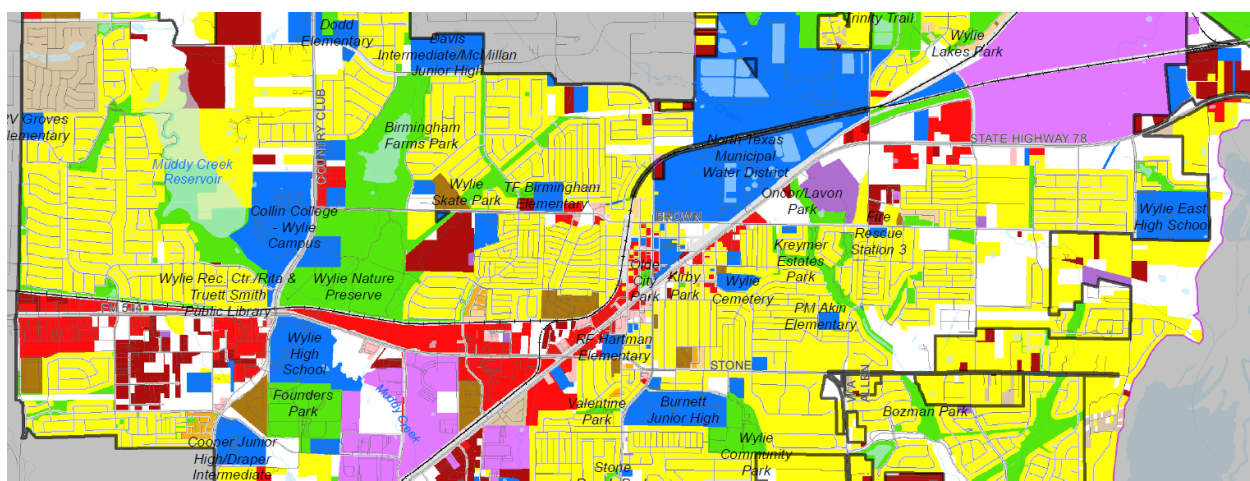 Trinity Trail
Dodd
Elementary
Davis
Intermediate/McMillan
Junior High
Wylie
Lakes Park
RV Groves
Elementary
COUNTRY CLUB
Birmingham
Farms Park
North Texas
Municipal
Water District
STATE HIGHWAY 78
Muddy Creek
Reservoir
Wylie
Skate Park
TF Birmingham
Elementary
Oncor/Lavon
Park
Collin College
- Wylie
Campus
BROWN
Fire
Rescue
Station 3
Wylie East
High School
Kreymer
Estates
Park
Wylie Rec. Ctr./Rita &
Truett Smith
Public Library
Wylie Nature
Preserve
Olde
City
Park
Kirby
Park
Wylie
Cemetery
PM Akin
Elementary
FM 544
Wylie
High
School
RF Hartman
Elementary
STONE
ALLEN
Founders
Park
Muddy Creek
Valentine
Park
Burnett
Junior High
Bozman Park
Cooper Junior
High/Draper
Intermediate
Wylie
Community
Park
Stone